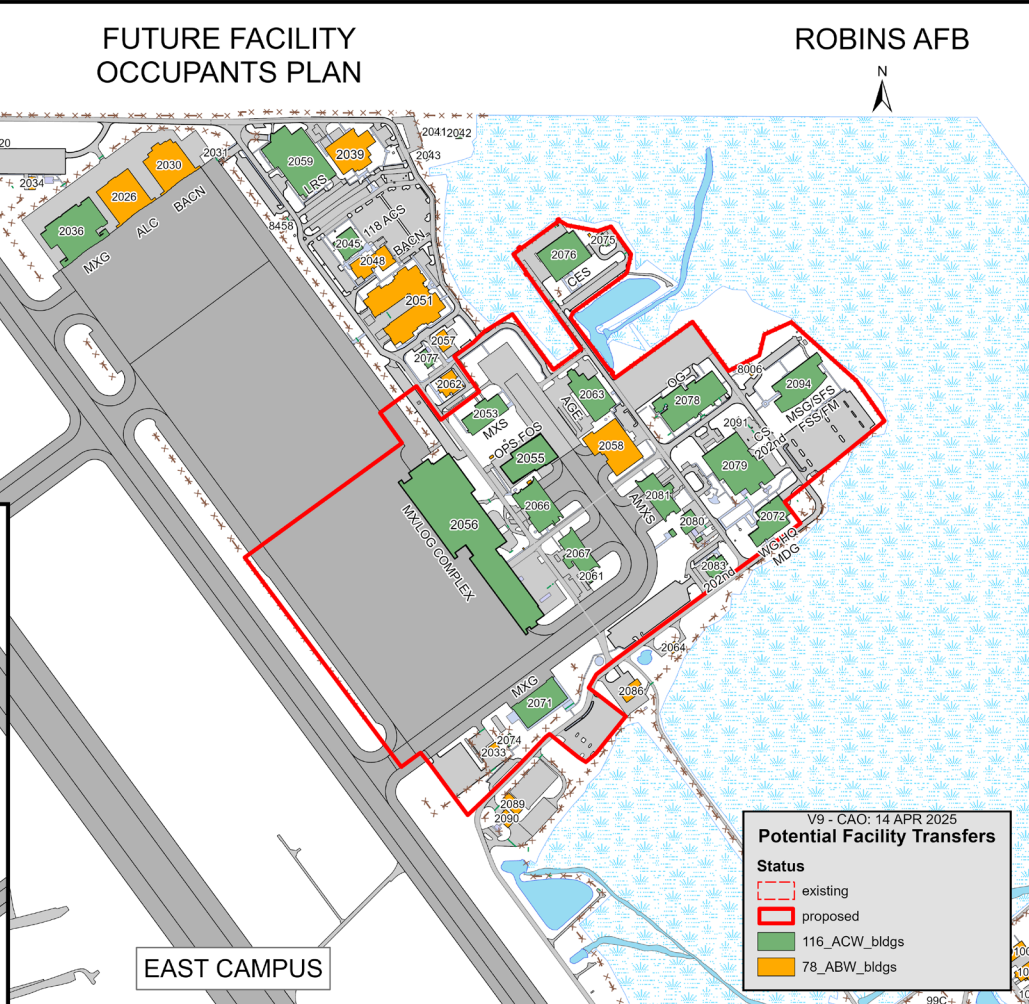 FUTURE FACILITY
OCCUPANTS PLAN
ROBINS AFB
N
20
2034
2030
2031
2026
2036
BACN
ALC
MXG
2059
2039
LRS
2041
2042
2043
8458
118 ACS
2045
BACN
2048
2051
2057
2077
2062
2075
2076
CES
2053
MXS
OPS-FOS
2055
AGE
2063
2058
OG
2078
8006
2094
MSG/SFS
FSS/FM
2091
CS
202nd
2079
2056
MX/LOG COMPLEX
2066
2067
2061
2081
AMXS
2080
2072
WG HQ
MDG
2083
202nd
2064
MXG
2071
2086
2074
2033
2089
2090
V9 - CAO: 14 APR 2025
Potential Facility Transfers
Status
existing
proposed
116_ACW_bldgs
78_ABW_bldgs
EAST CAMPUS
99C